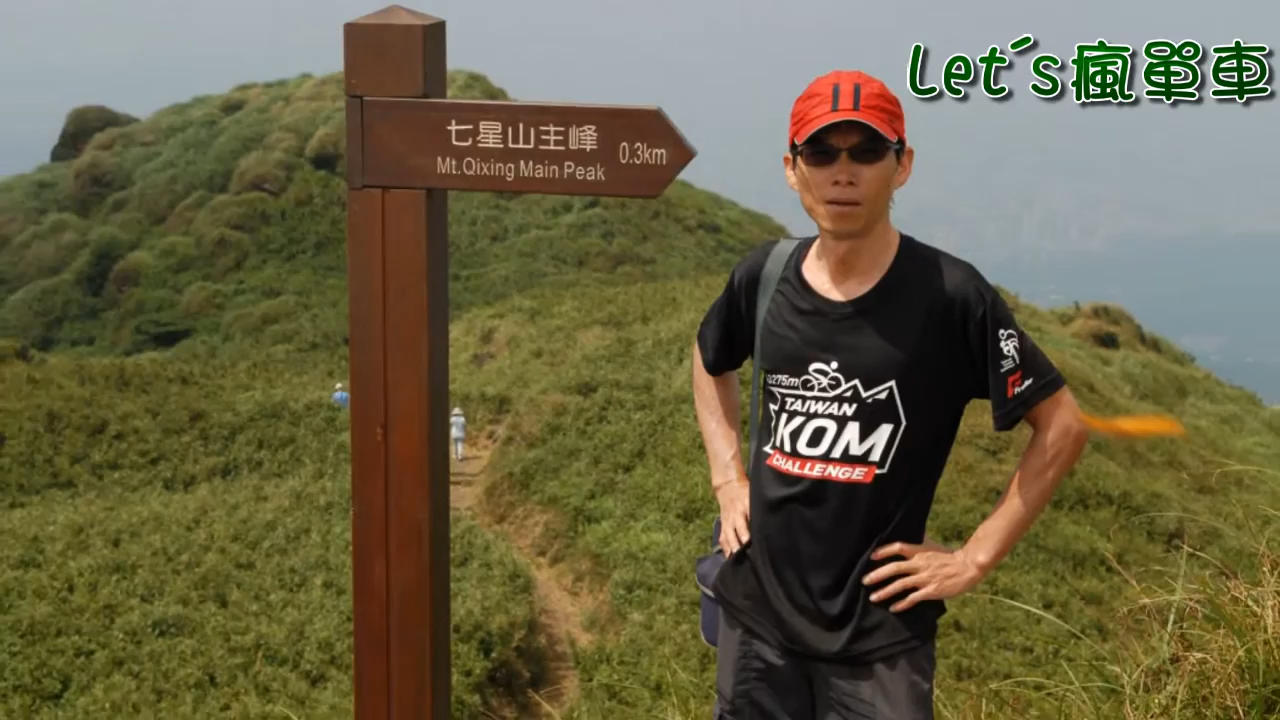 Let's瘋單車
七星山主峰
Mt.Qixing Main Peak
0.3km
3275m
TAIWAN
KOM
CHALLENGE